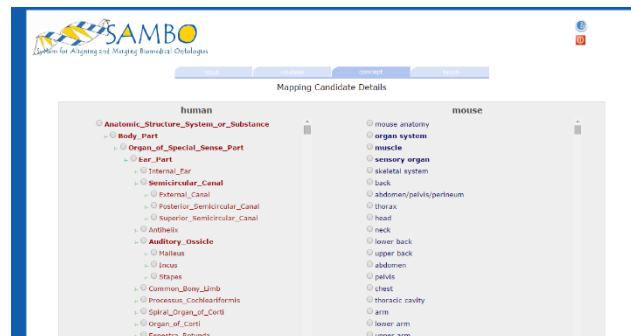 SAMBO
System for Aligning and Merging Biomedical Ontologies
concept
Mapping Candidate Details
human
Anatomic_Structure_System_or_Substance
Body_Part
Organ_of_Special_Sense_Part
Ear_Part
Internal_Ear
Semicircular_Canal
External_Canal
Posterior_Semicircular_Canal
Superior_Semicircular_Canal
Antihelix
Auditory_Ossicle
Malleus
Incus
Stapes
Common_Bony_Limb
Processus_Cochleariformis
Spiral_Organ_of_Corti
Organ_of_Corti
Fenestra_Rotunda
mouse
mouse anatomy
organ system
muscle
sensory organ
skeletal system
back
abdomen/pelvis/perineum
thorax
head
neck
lower back
upper back
abdomen
pelvis
chest
thoracic cavity
arm
lower arm
upper arm